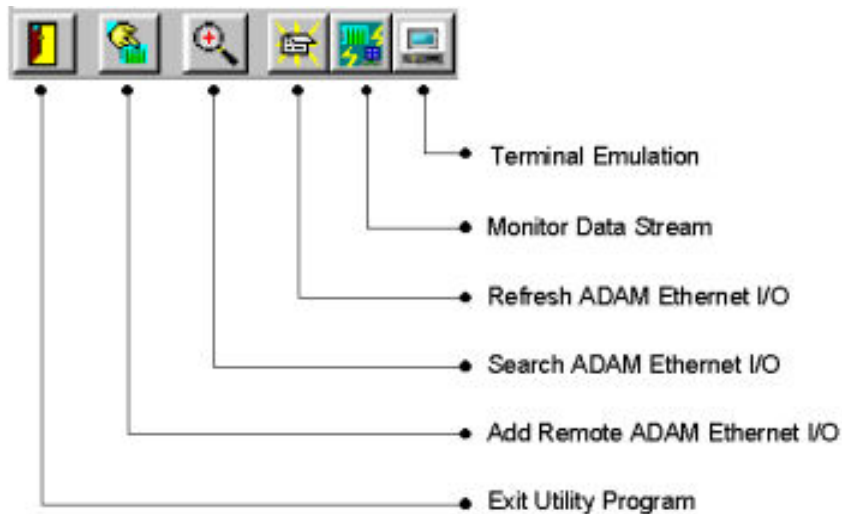 Terminal Emulation
Monitor Data Stream
Refresh ADAM Ethernet I/O
Search ADAM Ethernet I/O
Add Remote ADAM Ethernet I/O
Exit Utility Program